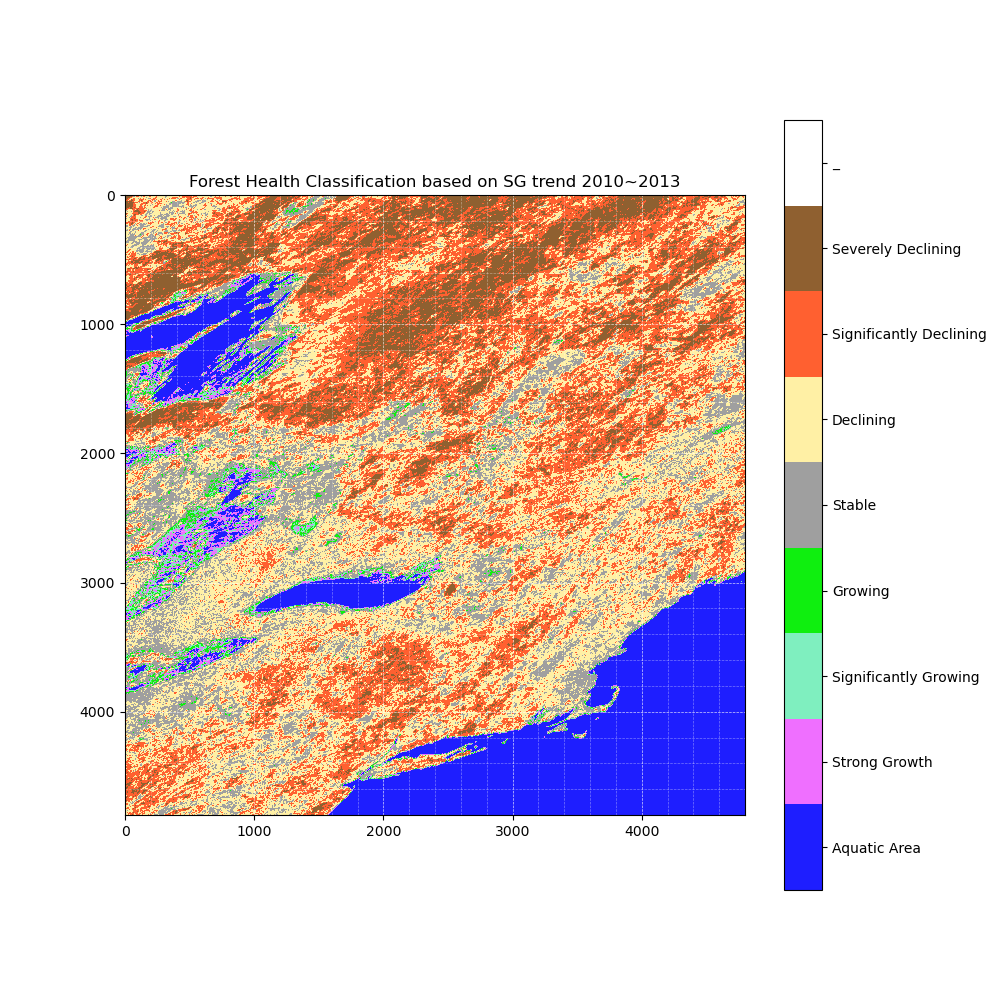 Forest Health Classification based on SG trend 2010~2013
0
1000
2000
3000
4000
0
1000
2000
3000
4000
_
Severely Declining
Significantly Declining
Declining
Stable
Growing
Significantly Growing
Strong Growth
Aquatic Area